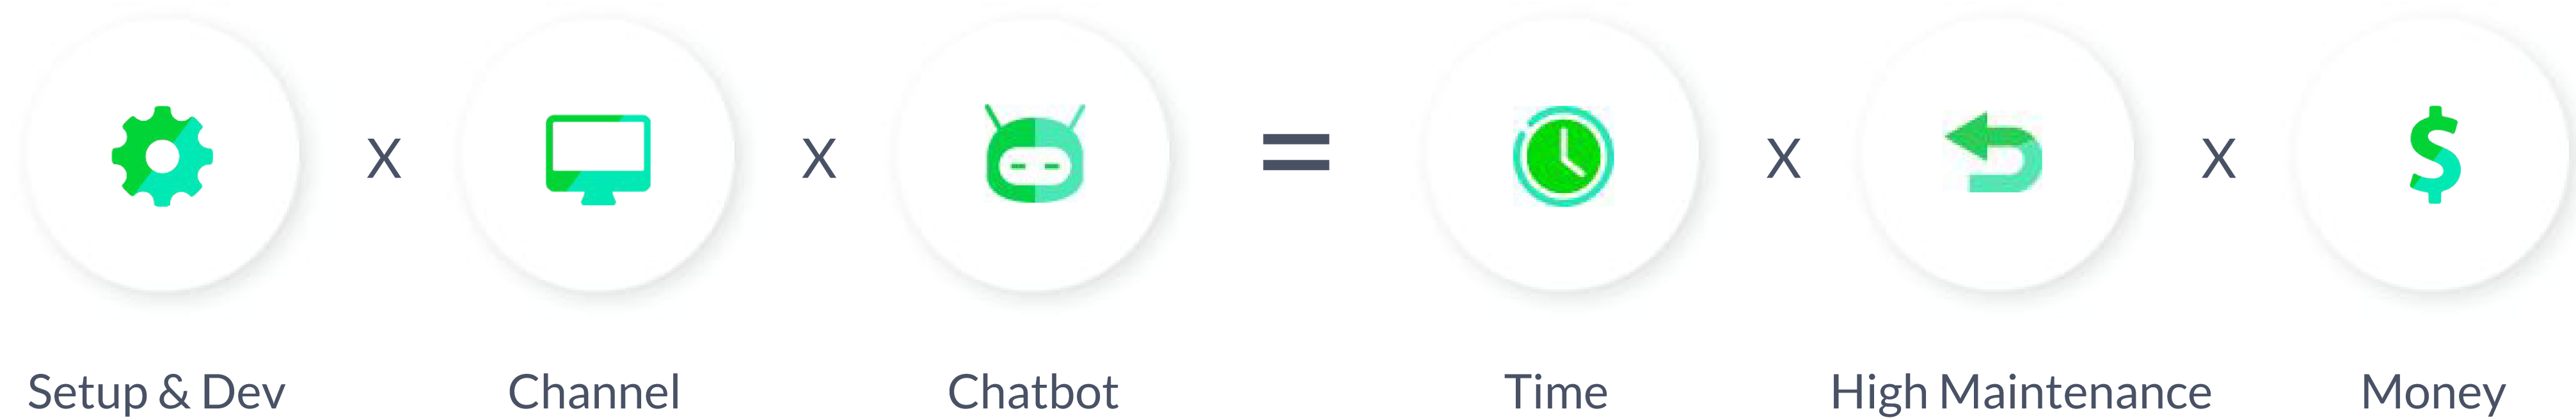 X X = X X
Setup & Dev Channel Chatbot Time High Maintenance Money